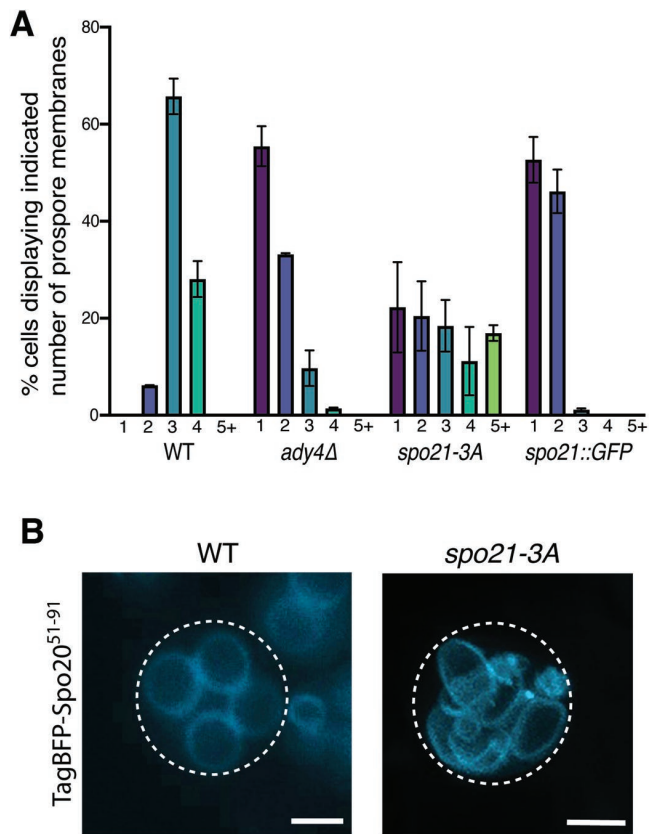 A
% cells displaying indicated
number of prospore membranes
80
60
40
20
0
1 2 3 4 5+ 1 2 3 4 5+ 1 2 3 4 5+ 1 2 3 4 5+
WT ady4Δ spo21-3A spo21::GFP
B
WT spo21-3A
TagBFP-Spo20⁵¹⁻⁹¹